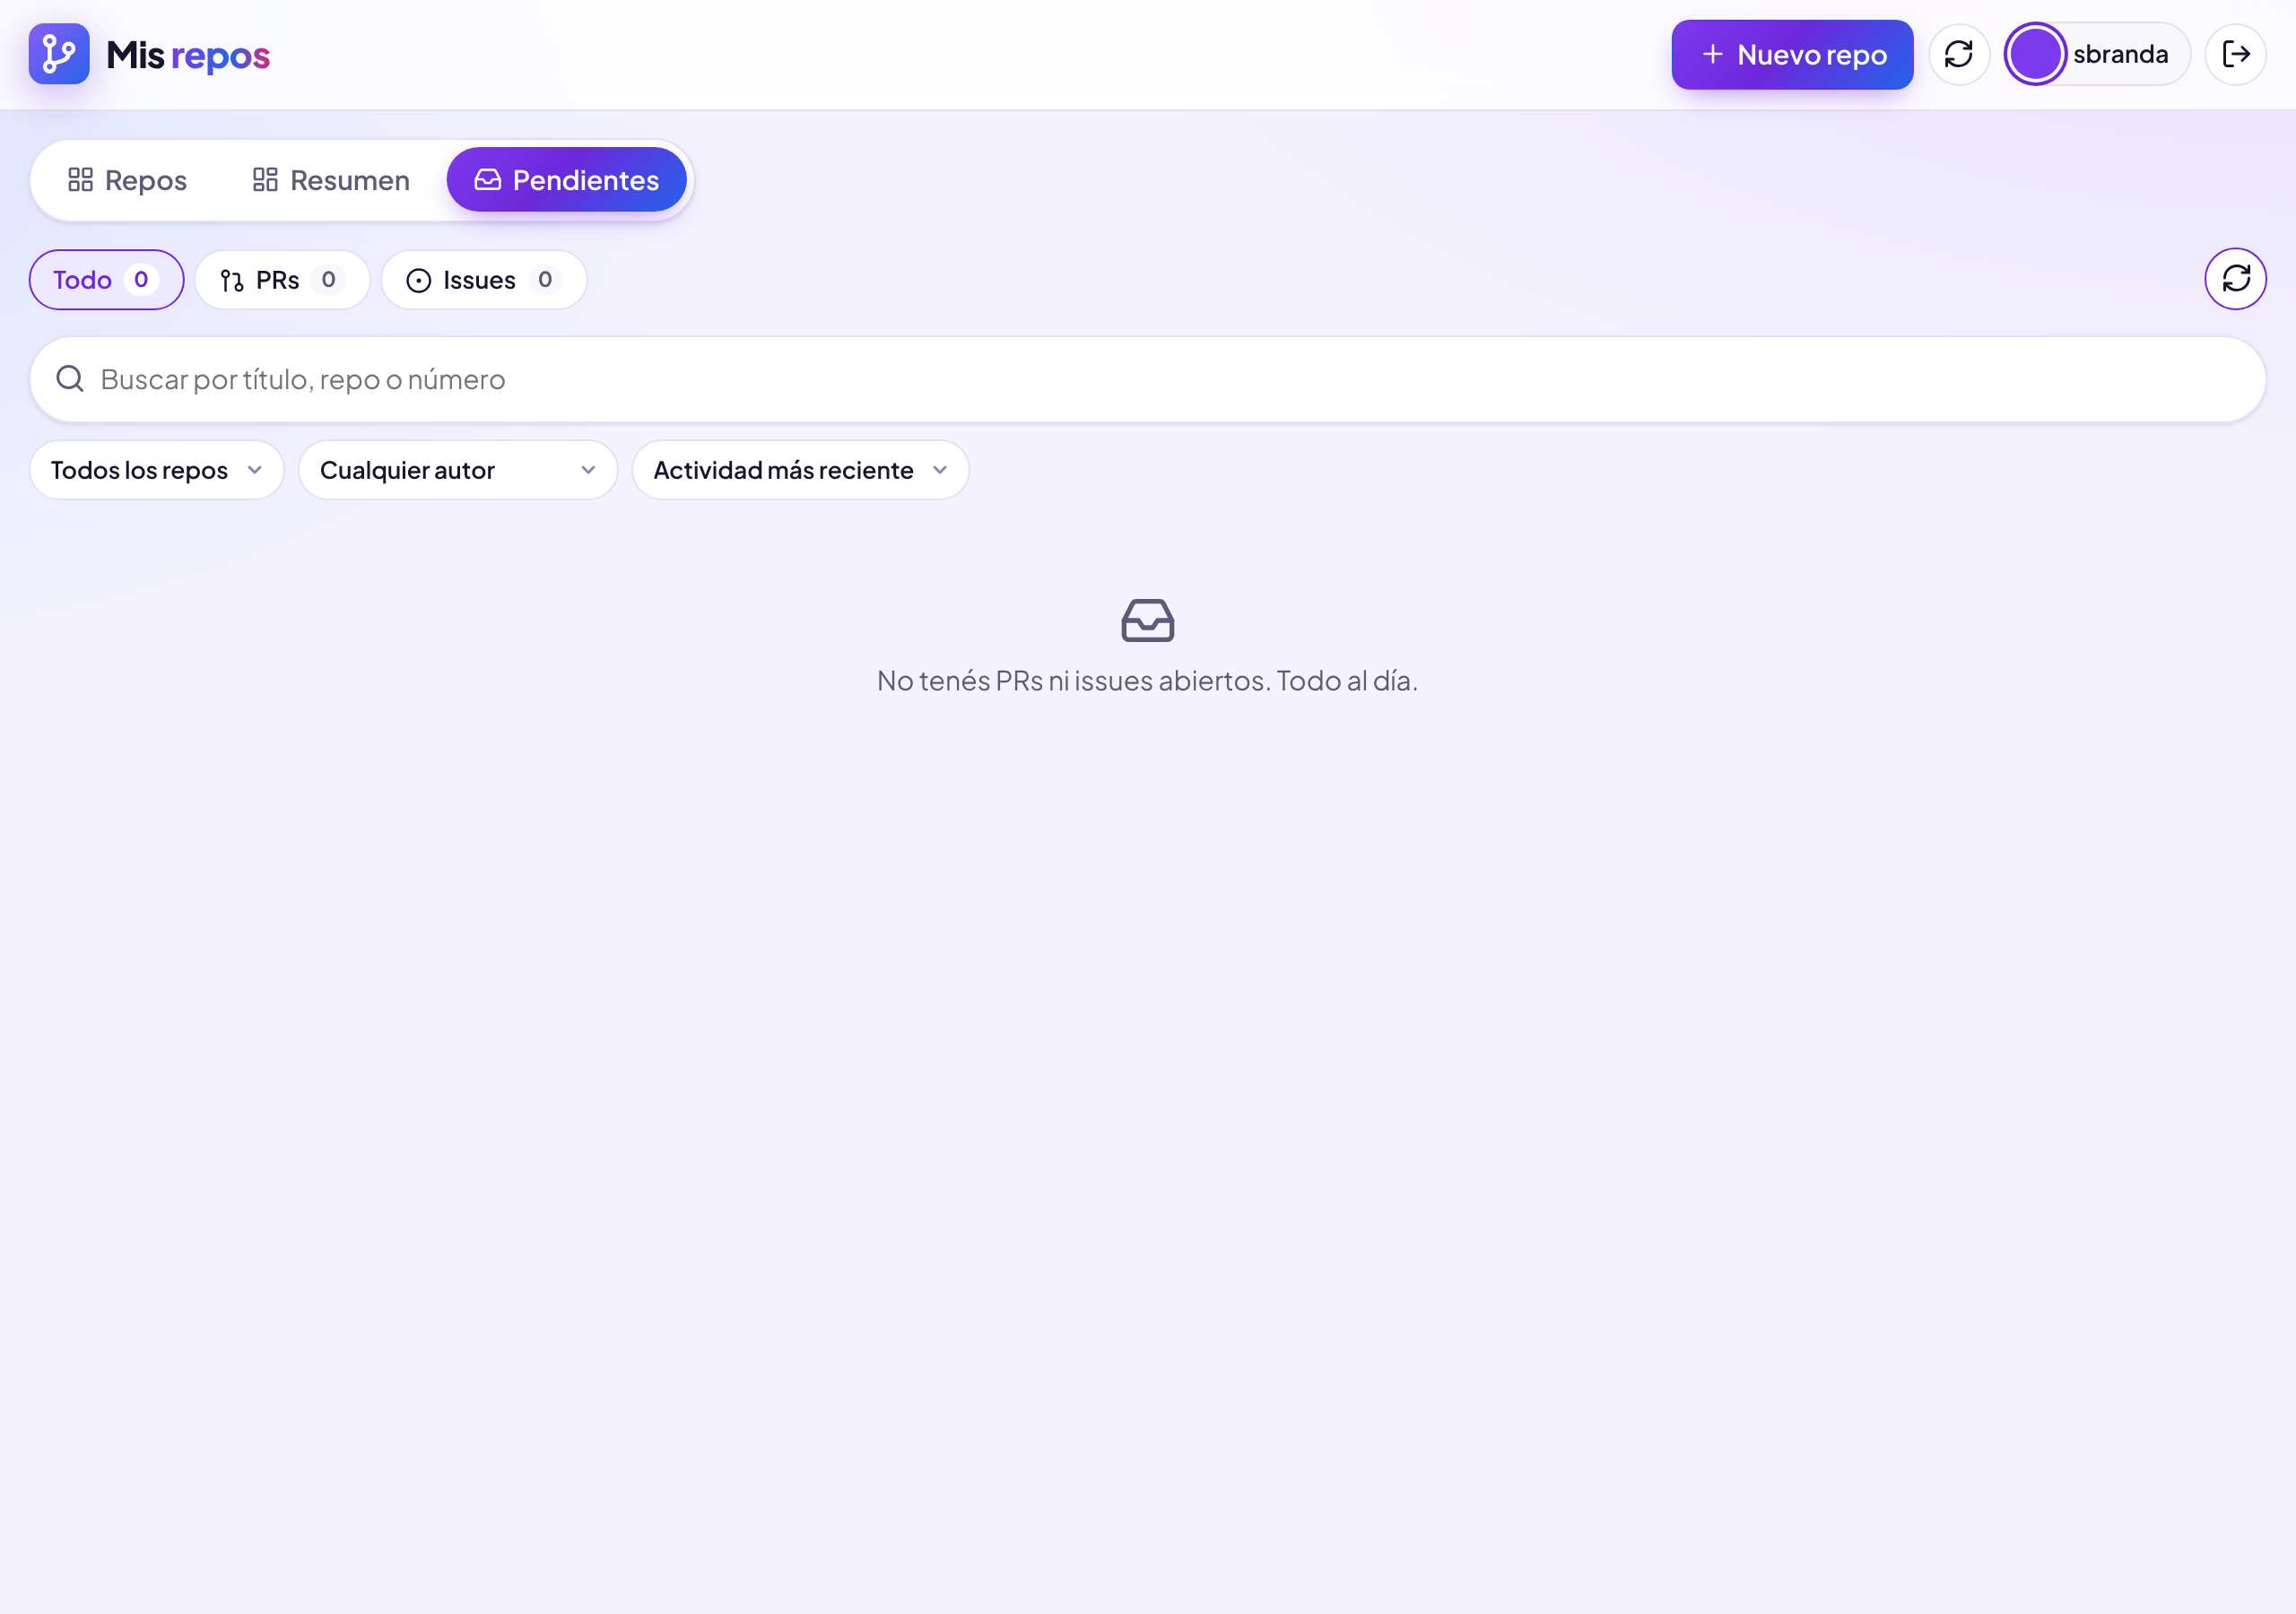 Mis repos
Nuevo repo
sbranda
Repos
Resumen
Pendientes
Todo 0
PRs 0
Issues 0
Buscar por título, repo o número
Todos los repos
Cualquier autor
Actividad más reciente
No tenés PRs ni issues abiertos. Todo al día.